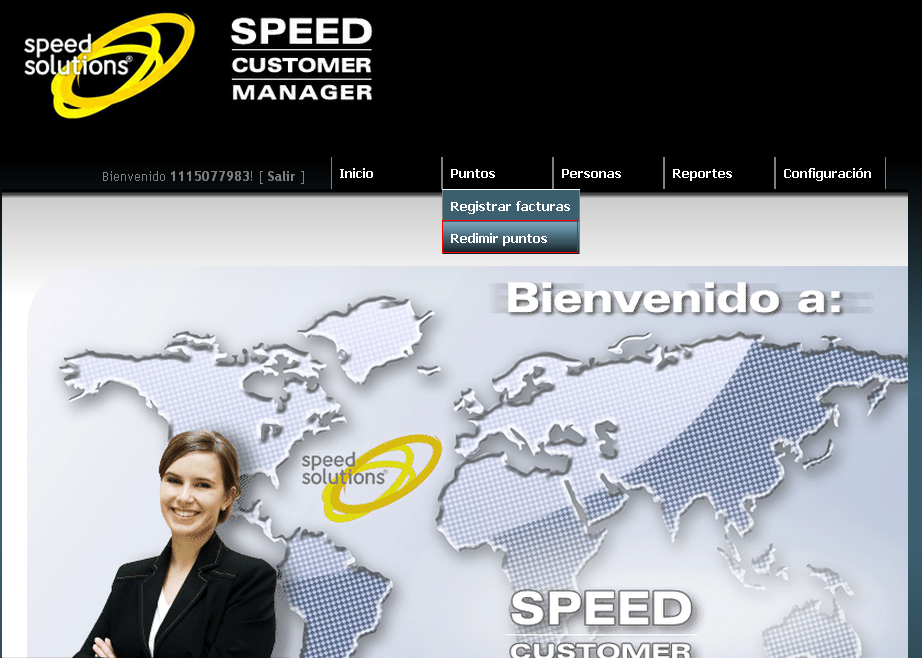 speed
solutions®
SPEED
CUSTOMER
MANAGER
Bienvenido 1115077983! [ Salir ]
Inicio
Puntos
Personas
Reportes
Configuración
Registrar facturas
Redimir puntos
Bienvenido a:
speed
solutions®
SPEED
CUSTOMER